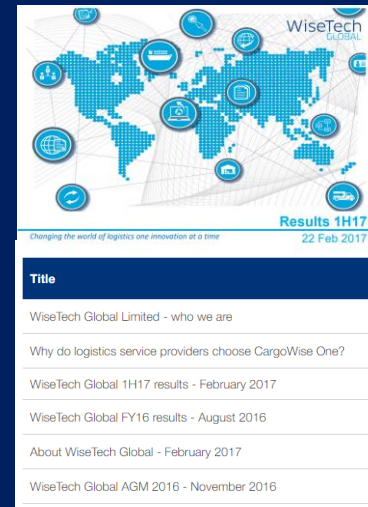 WiseTech
GLOBAL
Results 1H17
Changing the world of logistics one innovation at a time
22 Feb 2017
Title
WiseTech Global Limited - who we are
Why do logistics service providers choose CargoWise One?
WiseTech Global 1H17 results - February 2017
WiseTech Global FY16 results - August 2016
About WiseTech Global - February 2017
WiseTech Global AGM 2016 - November 2016